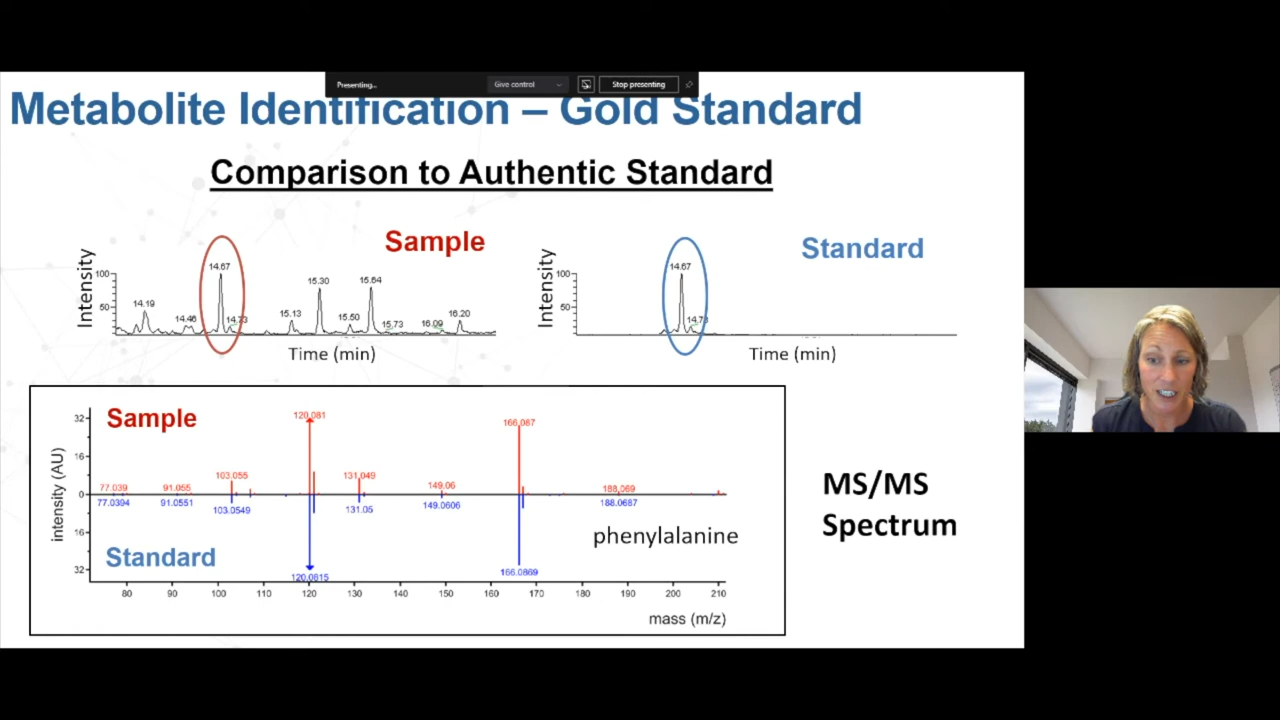 Presenting...
Give control
Stop presenting
Metabolite Identification – Gold Standard
Comparison to Authentic Standard
Sample
Standard
Intensity
100
50
14.19
14.46
14.67
14.73
15.13
15.30
15.50
15.64
15.73
16.09
16.20
Time (min)
Intensity
100
50
14.67
14.73
Time (min)
Sample
intensity (AU)
32
16
0
16
32
77.039
91.055
103.055
120.081
131.049
149.06
166.087
188.069
77.0394
91.0551
103.0549
120.0815
131.05
149.0606
166.0869
188.0687
Standard
phenylalanine
80 90 100 110 120 130 140 150 160 170 180 190 200 210
mass (m/z)
MS/MS
Spectrum